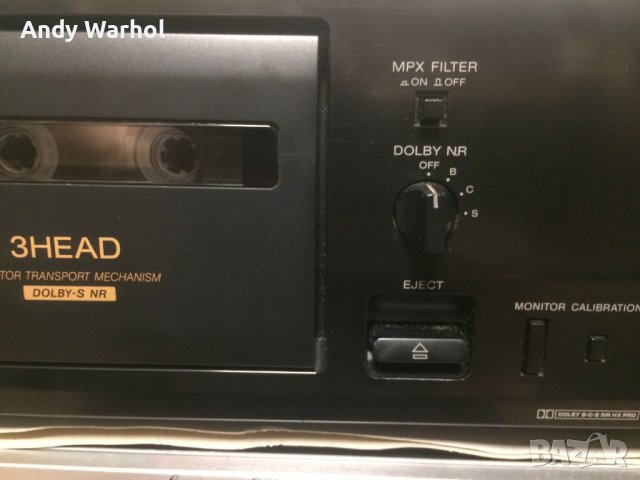 Andy Warhol
MPX FILTER
ON OFF
DOLBY NR
OFF
B
C
S
3HEAD
TOR TRANSPORT MECHANISM
DOLBY-S NR
EJECT
MONITOR CALIBRATION
DOLBY B-C-S NR HX PRO
BAZAR